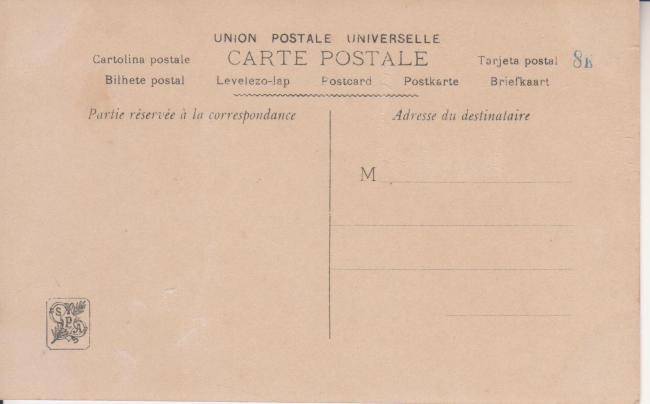 UNION POSTALE UNIVERSELLE
CARTE POSTALE
Cartolina postale Tarjeta postal 8K
Bilhete postal Levelezo-lap Postcard Postkarte Briefkaart
Partie réservée à la correspondance Adresse du destinataire
M
S
P
A